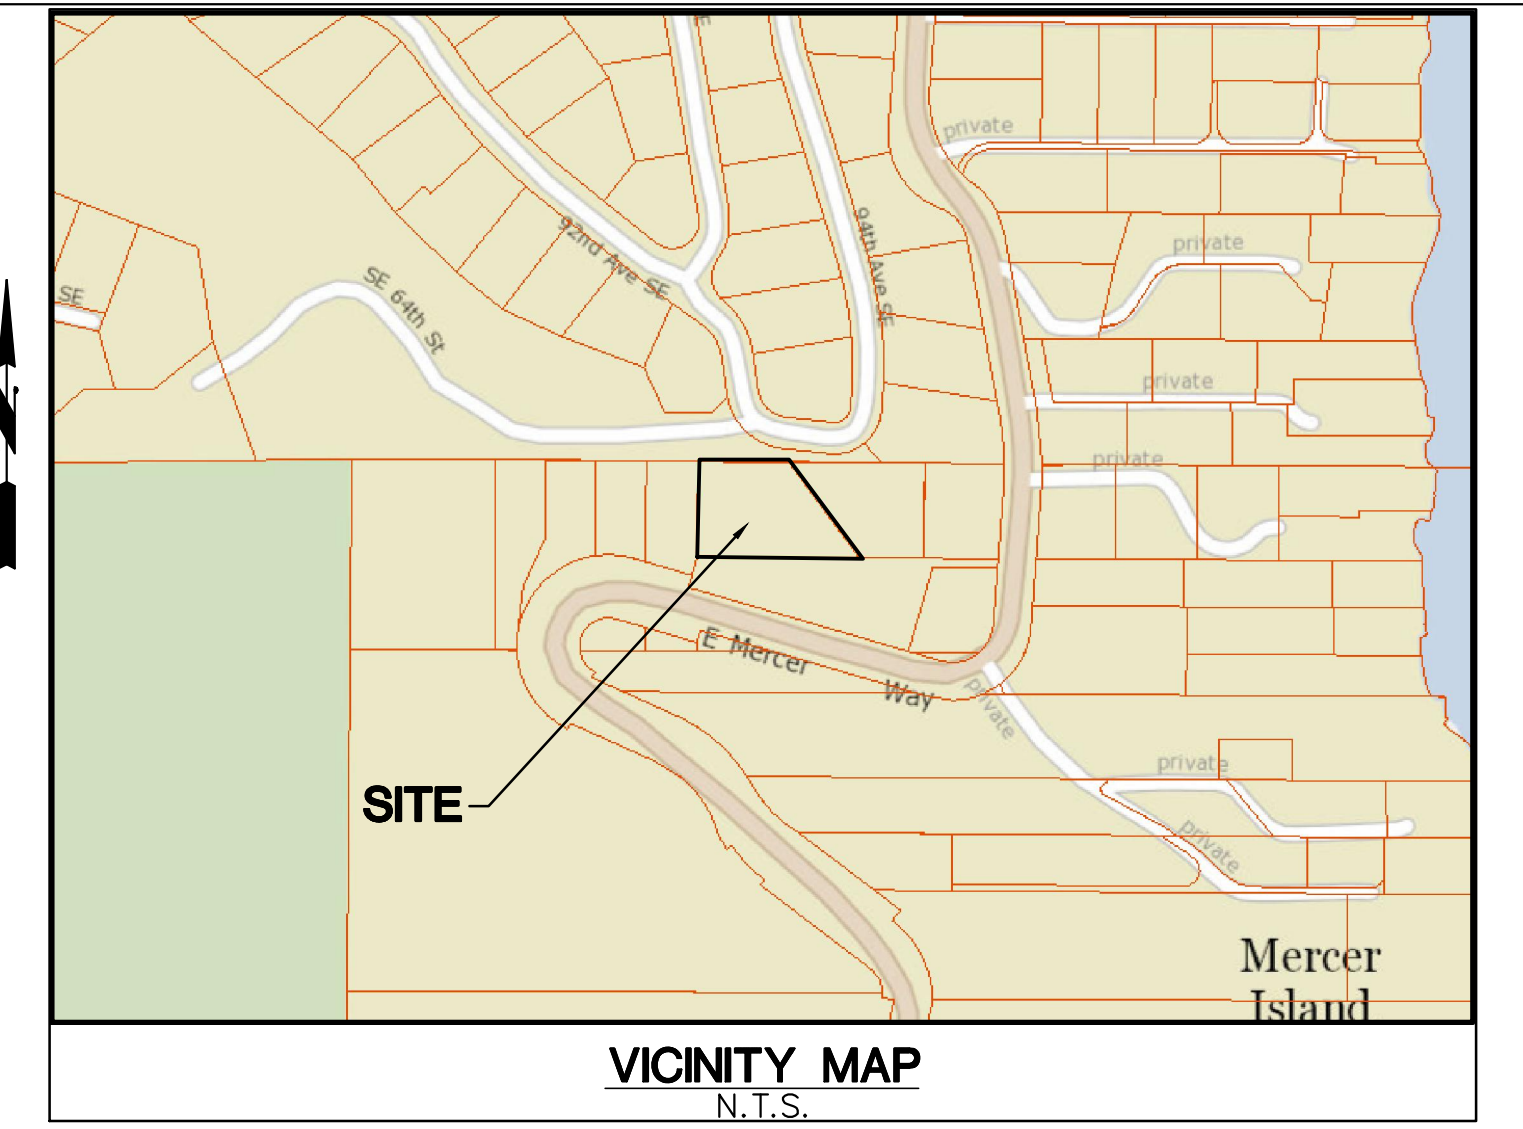 E
private
private
92nd Ave SE
94th Ave SE
SE
SE 64th St
private
private
N
E Mercer
Way
private
private
private
SITE
Mercer
Island
VICINITY MAP
N.T.S.